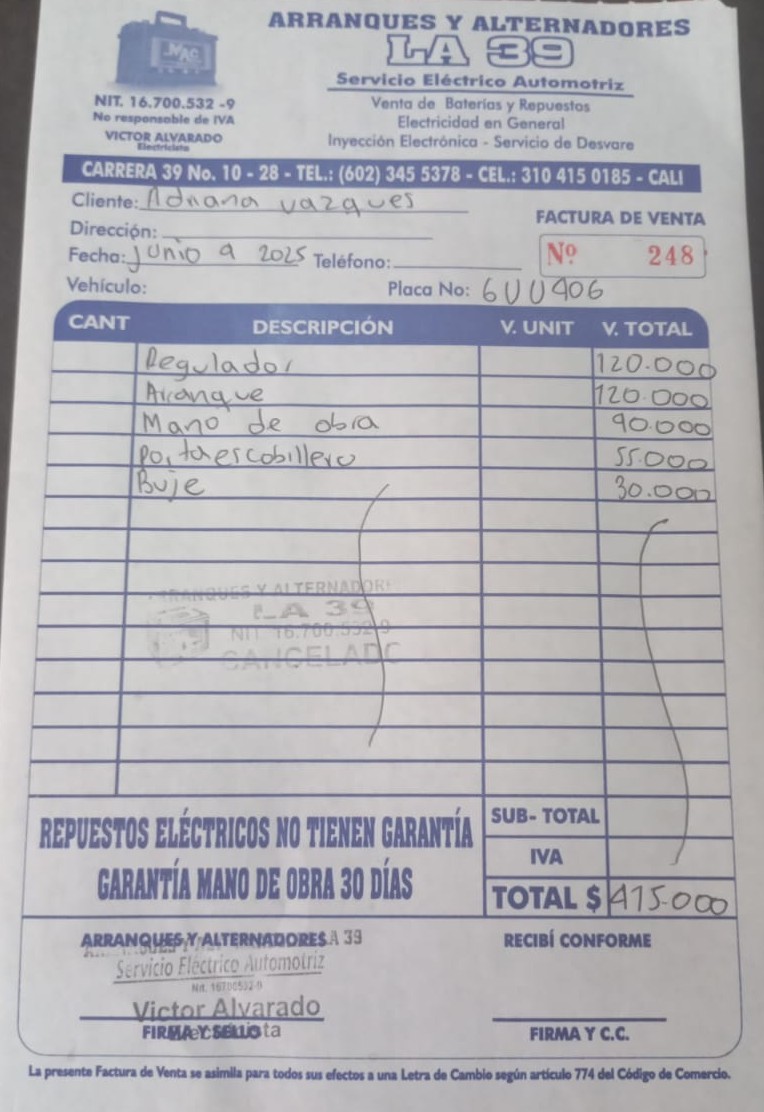 ARRANQUES Y ALTERNADORES
LA 39
Servicio Eléctrico Automotriz
MAC
NIT. 16.700.532 -9
No responsable de IVA
VICTOR ALVARADO
Electricista
Venta de Baterías y Repuestos
Electricidad en General
Inyección Electrónica - Servicio de Desvare
CARRERA 39 No. 10 - 28 - TEL.: (602) 345 5378 - CEL.: 310 415 0185 - CALI
Cliente: Adriana vazques
Dirección:
FACTURA DE VENTA
Fecha: junio 9 2025 Teléfono:
Nº 248
Vehículo: Placa No: 6UU406
CANT DESCRIPCIÓN V. UNIT V. TOTAL
Regulador 120.000
Arranque 120.000
Mano de obra 90.000
Portaescobillero 55.000
Buje 30.000
ARRANQUES Y ALTERNADOR
LA 39
NIT 16.700.532-9
CANCELADO
REPUESTOS ELÉCTRICOS NO TIENEN GARANTÍA
GARANTÍA MANO DE OBRA 30 DÍAS
SUB- TOTAL
IVA
TOTAL $ 415.000
ARRANQUES Y ALTERNADORES A 39
Servicio Eléctrico Automotriz
Nit. 16700532-9
Victor Alvarado
FIRMA Y SELLO
RECIBÍ CONFORME
FIRMA Y C.C.
La presente Factura de Venta se asimila para todos sus efectos a una Letra de Cambio según artículo 774 del Código de Comercio.